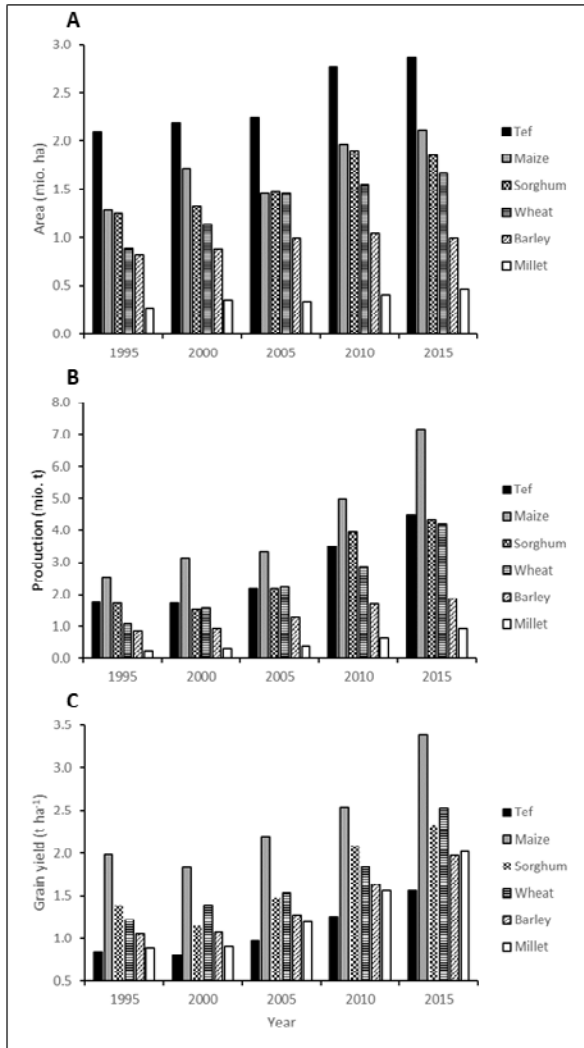 A
Area (mio. ha)
3.0
2.5
2.0
1.5
1.0
0.5
0.0
1995 2000 2005 2010 2015
Tef
Maize
Sorghum
Wheat
Barley
Millet
B
Production (mio. t)
8.0
7.0
6.0
5.0
4.0
3.0
2.0
1.0
0.0
1995 2000 2005 2010 2015
Tef
Maize
Sorghum
Wheat
Barley
Millet
C
Grain yield (t ha⁻¹)
3.5
3.0
2.5
2.0
1.5
1.0
0.5
1995 2000 2005 2010 2015
Year
Tef
Maize
Sorghum
Wheat
Barley
Millet